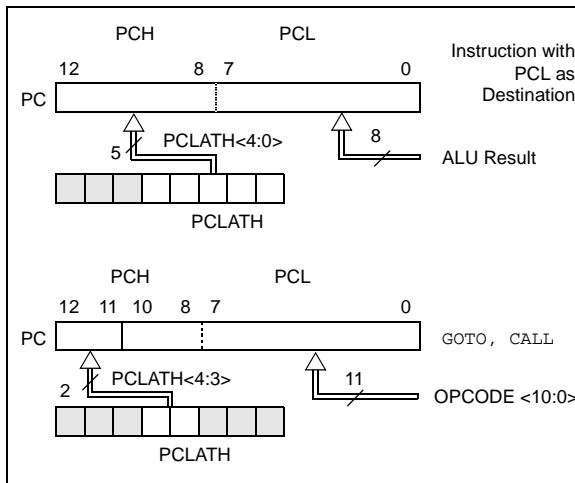 PCH PCL
12 8 7 0
Instruction with
PCL as
Destination
PC
5 PCLATH<4:0> 8
ALU Result
PCLATH
PCH PCL
12 11 10 8 7 0
PC GOTO, CALL
2 PCLATH<4:3> 11
OPCODE <10:0>
PCLATH